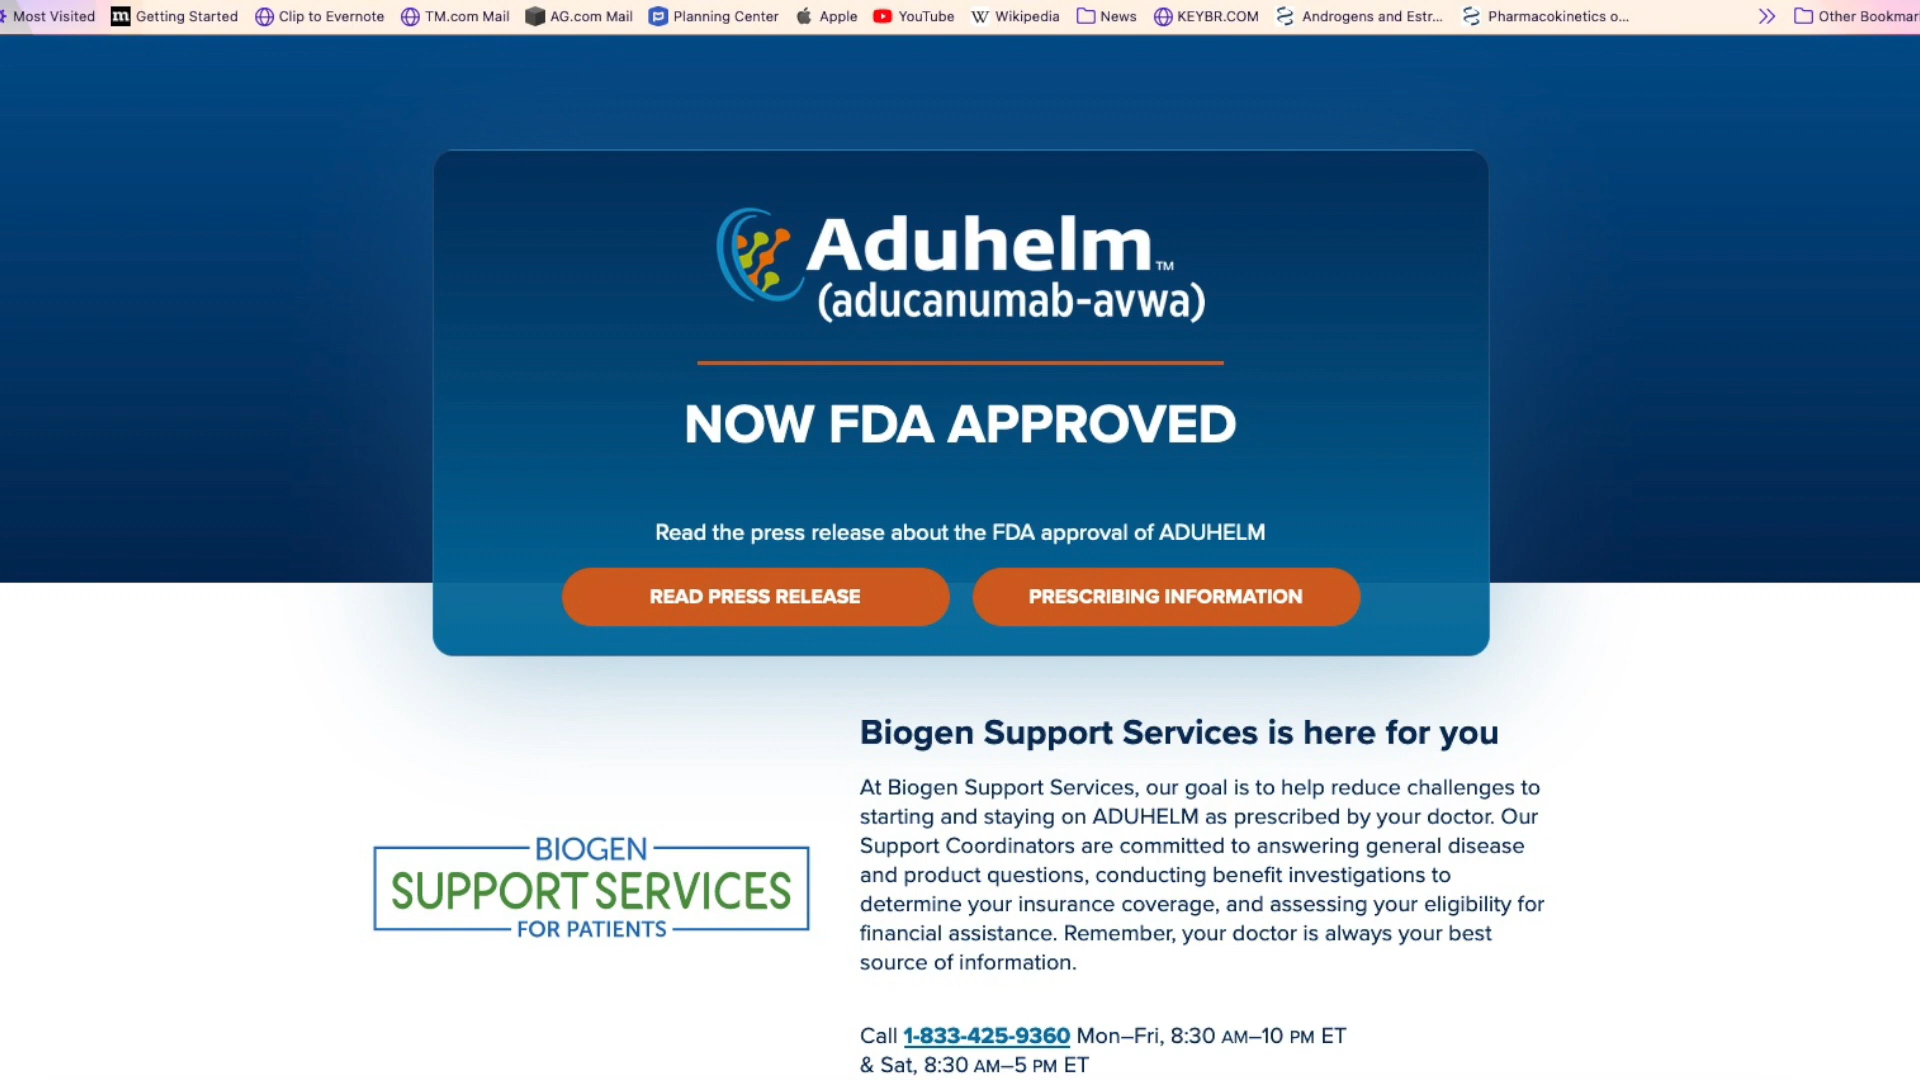 Most Visited
Getting Started
Clip to Evernote
TM.com Mail
AG.com Mail
Planning Center
Apple
YouTube
Wikipedia
News
KEYBR.COM
Androgens and Estr...
Pharmacokinetics o...
Other Bookmar
Aduhelm™
(aducanumab-avwa)
NOW FDA APPROVED
Read the press release about the FDA approval of ADUHELM
READ PRESS RELEASE
PRESCRIBING INFORMATION
BIOGEN
SUPPORT SERVICES
FOR PATIENTS
Biogen Support Services is here for you
At Biogen Support Services, our goal is to help reduce challenges to
starting and staying on ADUHELM as prescribed by your doctor. Our
Support Coordinators are committed to answering general disease
and product questions, conducting benefit investigations to
determine your insurance coverage, and assessing your eligibility for
financial assistance. Remember, your doctor is always your best
source of information.
Call 1-833-425-9360 Mon–Fri, 8:30 AM–10 PM ET
& Sat, 8:30 AM–5 PM ET